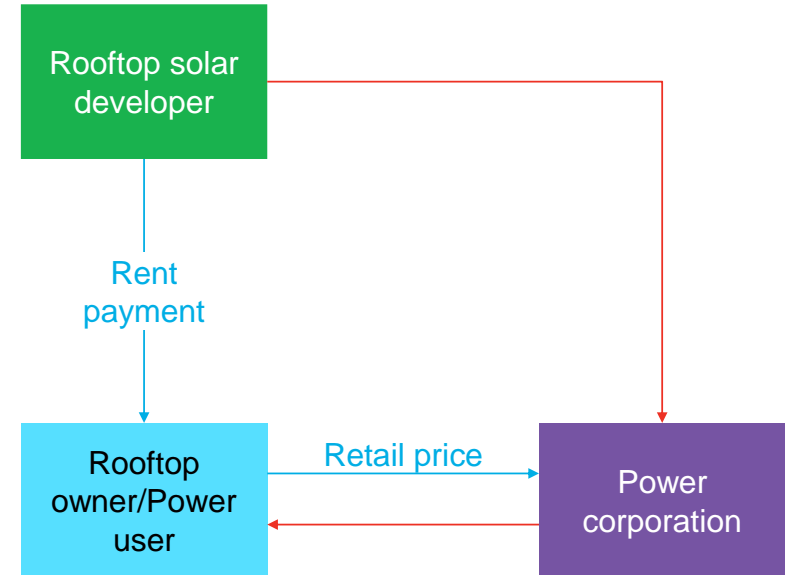 Rooftop solar
developer
Rent
payment
Rooftop
owner/Power
user
Retail price
Power
corporation